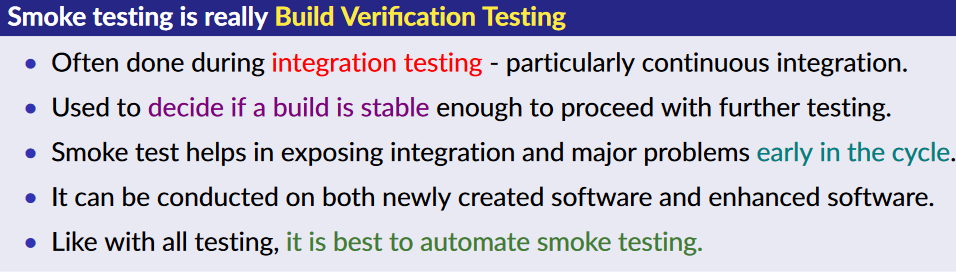 Smoke testing is really Build Verification Testing
• Often done during integration testing - particularly continuous integration.
• Used to decide if a build is stable enough to proceed with further testing.
• Smoke test helps in exposing integration and major problems early in the cycle.
• It can be conducted on both newly created software and enhanced software.
• Like with all testing, it is best to automate smoke testing.